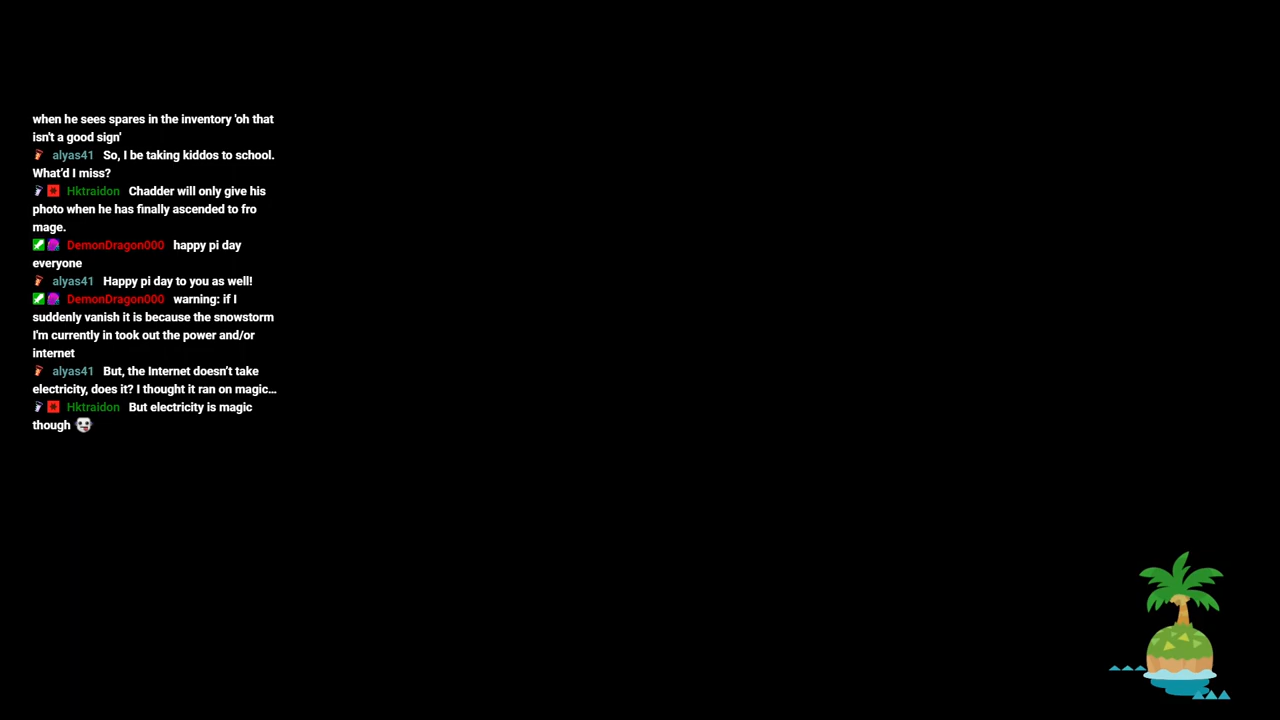 when he sees spares in the inventory 'oh that
isn't a good sign'
alyas41 So, I be taking kiddos to school.
What'd I miss?
Hktraidon Chadder will only give his
photo when he has finally ascended to fro
mage.
DemonDragon000 happy pi day
everyone
alyas41 Happy pi day to you as well!
DemonDragon000 warning: if I
suddenly vanish it is because the snowstorm
I'm currently in took out the power and/or
internet
alyas41 But, the Internet doesn't take
electricity, does it? I thought it ran on magic…
Hktraidon But electricity is magic
though